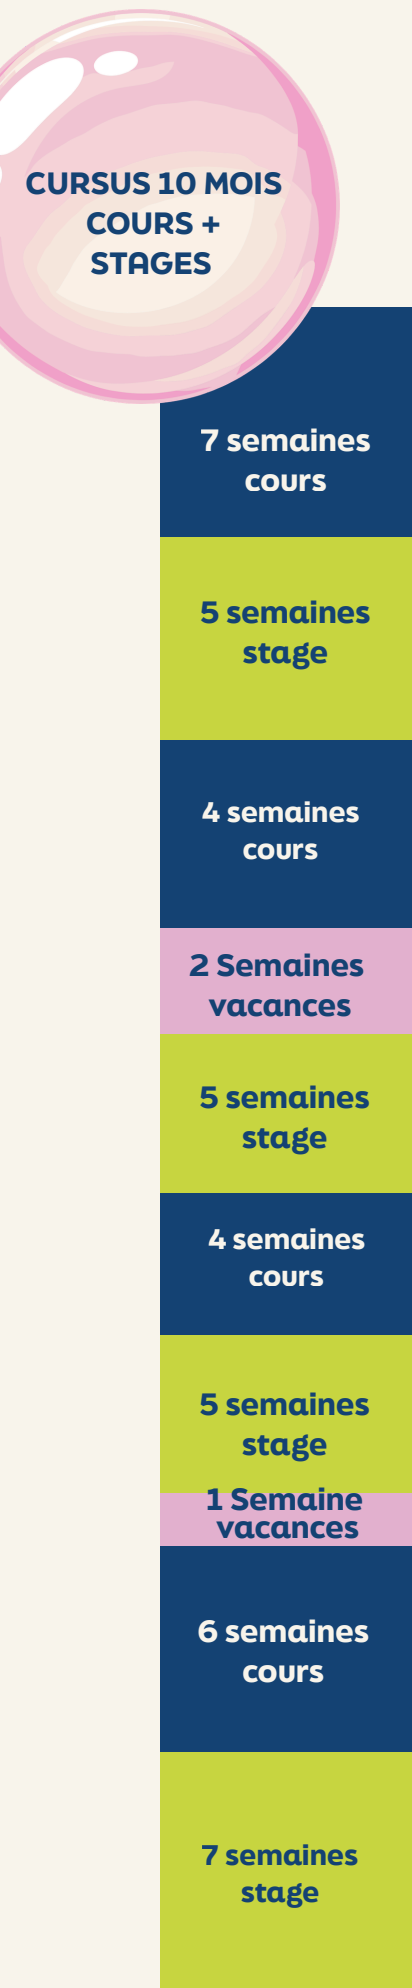 CURSUS 10 MOIS
COURS +
STAGES
7 semaines
cours
5 semaines
stage
4 semaines
cours
2 Semaines
vacances
5 semaines
stage
4 semaines
cours
5 semaines
stage
1 Semaine
vacances
6 semaines
cours
7 semaines
stage